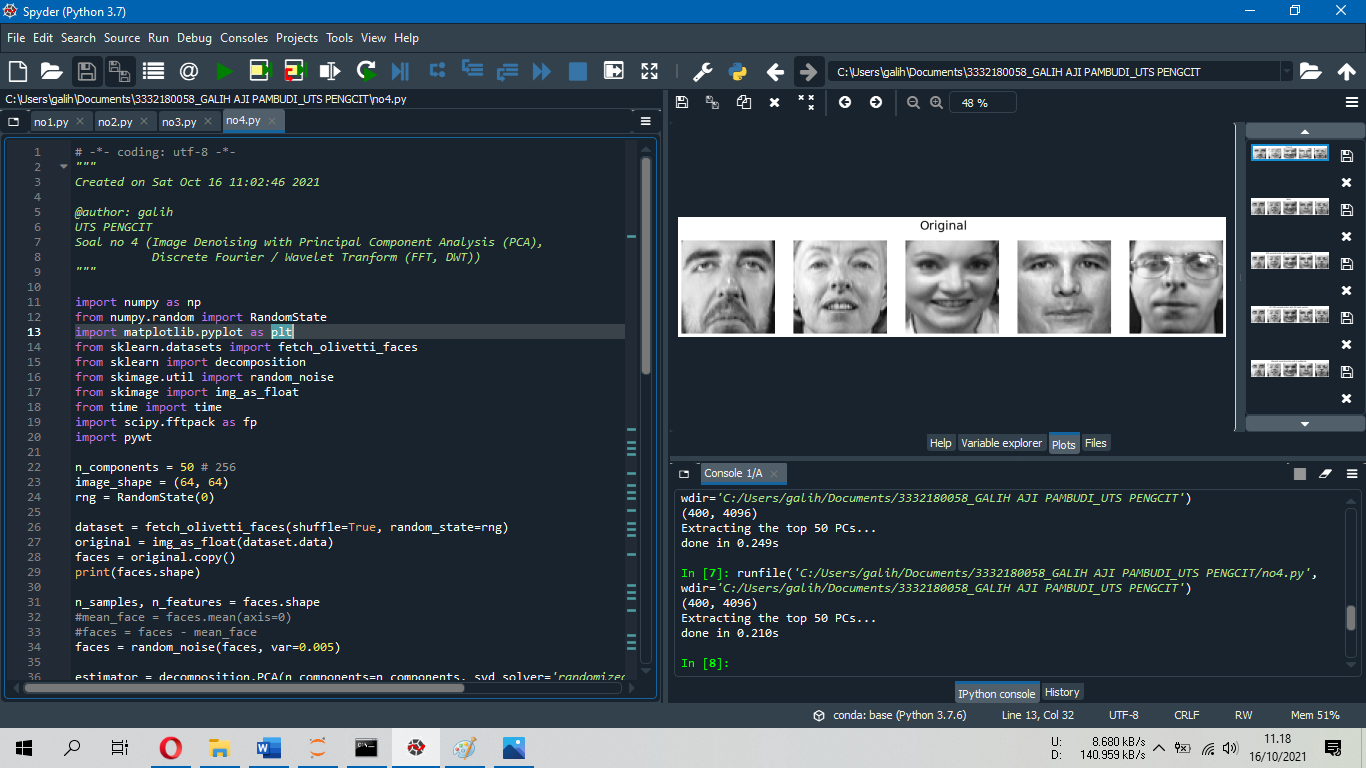 Spyder (Python 3.7)
File Edit Search Source Run Debug Consoles Projects Tools View Help
C:\Users\galih\Documents\3332180058_GALIH AJI PAMBUDI_UTS PENGCIT
C:\Users\galih\Documents\3332180058_GALIH AJI PAMBUDI_UTS PENGCIT\no4.py
no1.py no2.py no3.py no4.py
1 # -*- coding: utf-8 -*-
2 """
3 Created on Sat Oct 16 11:02:46 2021
4
5 @author: galih
6 UTS PENGCIT
7 Soal no 4 (Image Denoising with Principal Component Analysis (PCA),
8 Discrete Fourier / Wavelet Tranform (FFT, DWT))
9 """
10
11 import numpy as np
12 from numpy.random import RandomState
13 import matplotlib.pyplot as plt
14 from sklearn.datasets import fetch_olivetti_faces
15 from sklearn import decomposition
16 from skimage.util import random_noise
17 from skimage import img_as_float
18 from time import time
19 import scipy.fftpack as fp
20 import pywt
21
22 n_components = 50 # 256
23 image_shape = (64, 64)
24 rng = RandomState(0)
25
26 dataset = fetch_olivetti_faces(shuffle=True, random_state=rng)
27 original = img_as_float(dataset.data)
28 faces = original.copy()
29 print(faces.shape)
30
31 n_samples, n_features = faces.shape
32 #mean_face = faces.mean(axis=0)
33 #faces = faces - mean_face
34 faces = random_noise(faces, var=0.005)
35
36 estimator = decomposition.PCA(n_components=n_components, svd_solver='randomized
48 %
Original
Help Variable explorer Plots Files
Console 1/A
wdir='C:/Users/galih/Documents/3332180058_GALIH AJI PAMBUDI_UTS PENGCIT')
(400, 4096)
Extracting the top 50 PCs...
done in 0.249s
In [7]: runfile('C:/Users/galih/Documents/3332180058_GALIH AJI PAMBUDI_UTS PENGCIT/no4.py',
wdir='C:/Users/galih/Documents/3332180058_GALIH AJI PAMBUDI_UTS PENGCIT')
(400, 4096)
Extracting the top 50 PCs...
done in 0.210s
In [8]:
IPython console History
conda: base (Python 3.7.6) Line 13, Col 32 UTF-8 CRLF RW Mem 51%
U: 8.680 kB/s
D: 140.959 kB/s
11.18
16/10/2021